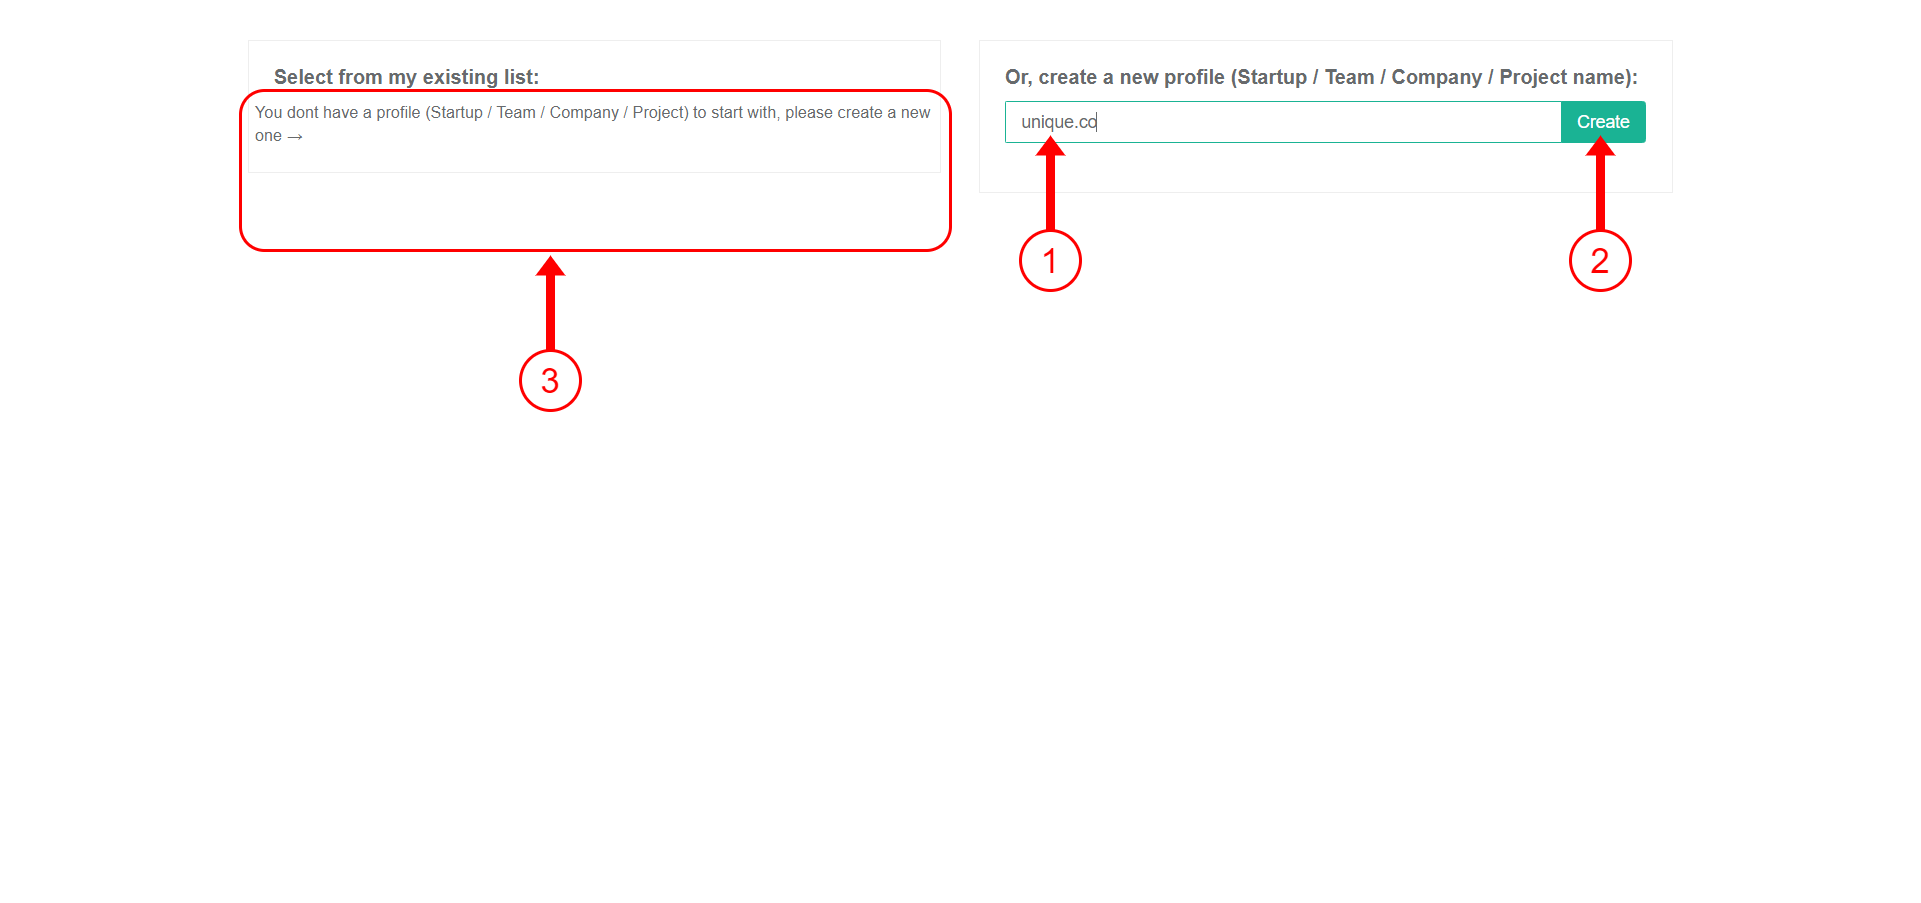 Select from my existing list:
You dont have a profile (Startup / Team / Company / Project) to start with, please create a new
one →
Or, create a new profile (Startup / Team / Company / Project name):
unique.co
Create
1
2
3